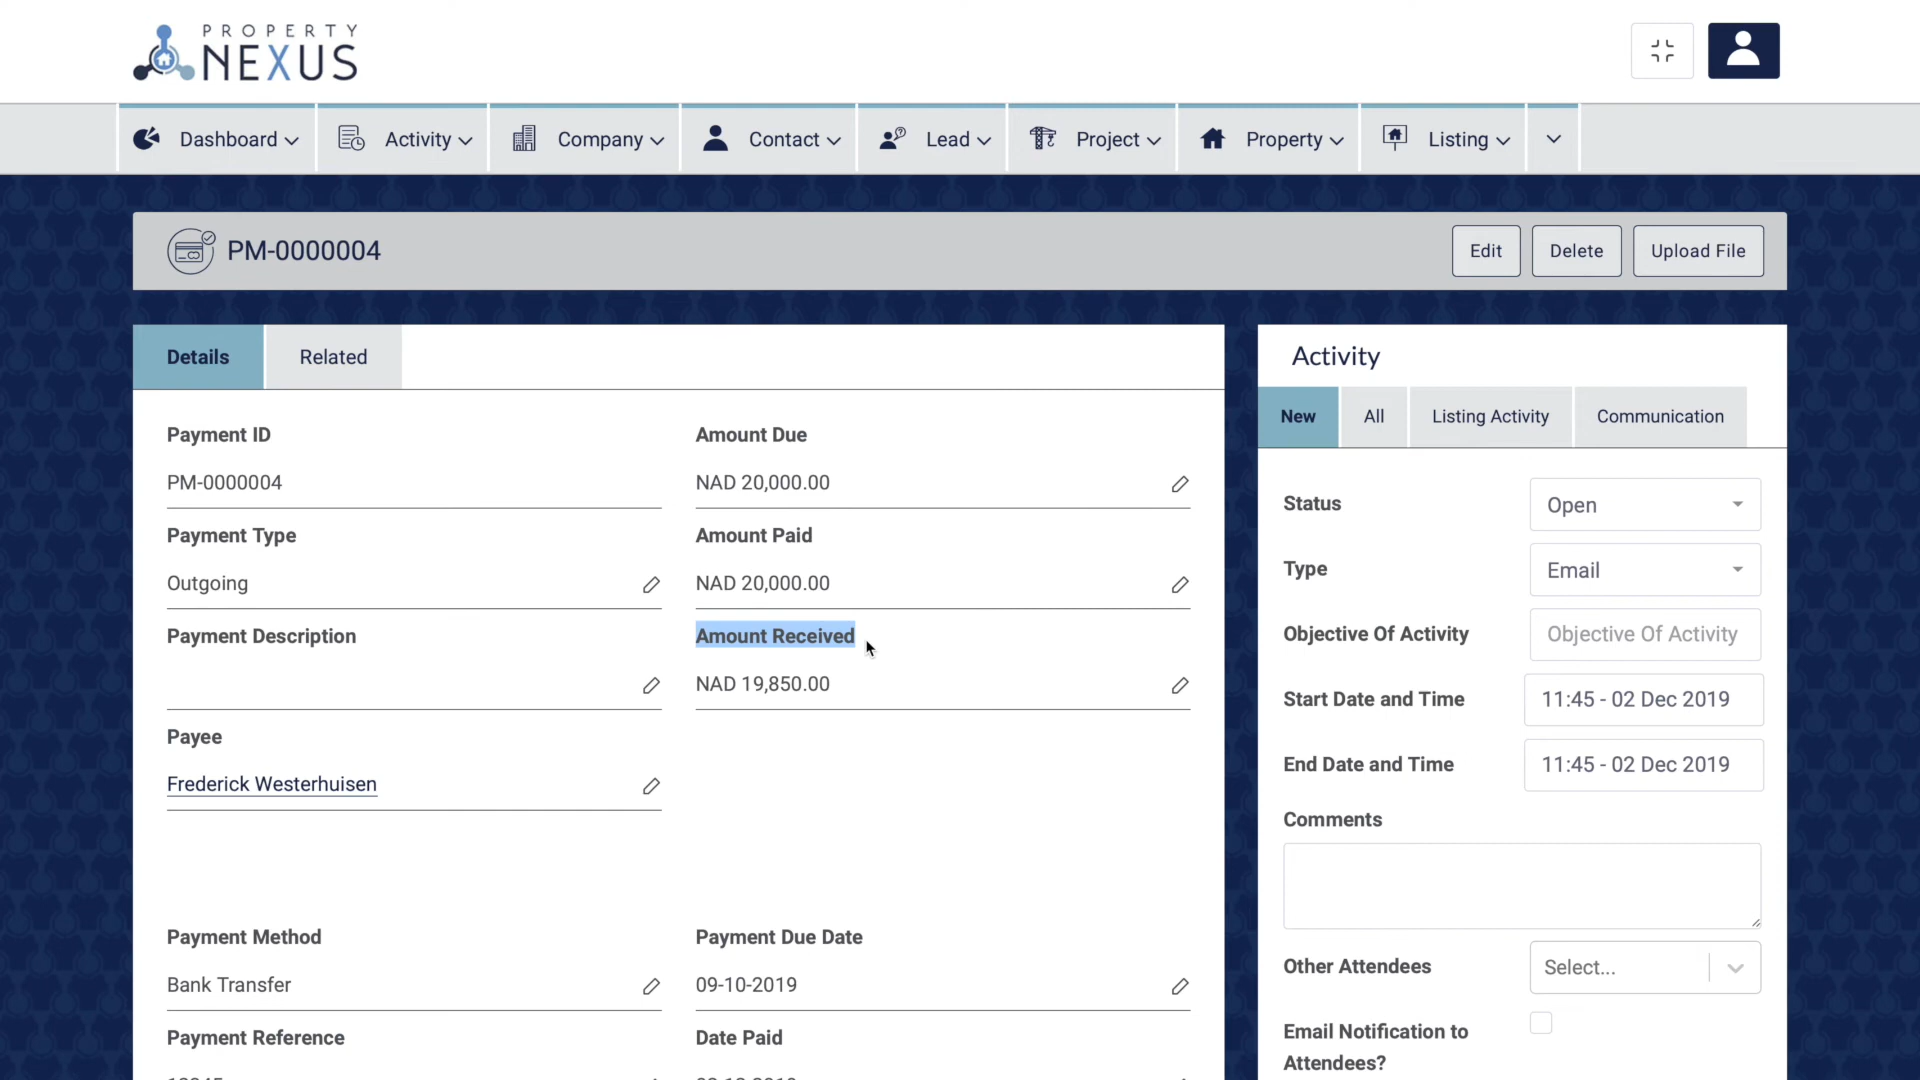 PROPERTY
NEXUS
Dashboard
Activity
Company
Contact
Lead
Project
Property
Listing
PM-0000004
Edit
Delete
Upload File
Details
Related
Payment ID
PM-0000004
Payment Type
Outgoing
Payment Description
Payee
Frederick Westerhuisen
Payment Method
Bank Transfer
Payment Reference
Amount Due
NAD 20,000.00
Amount Paid
NAD 20,000.00
Amount Received
NAD 19,850.00
Payment Due Date
09-10-2019
Date Paid
Activity
New
All
Listing Activity
Communication
Status
Open
Type
Email
Objective Of Activity
Objective Of Activity
Start Date and Time
11:45 - 02 Dec 2019
End Date and Time
11:45 - 02 Dec 2019
Comments
Other Attendees
Select...
Email Notification to
Attendees?